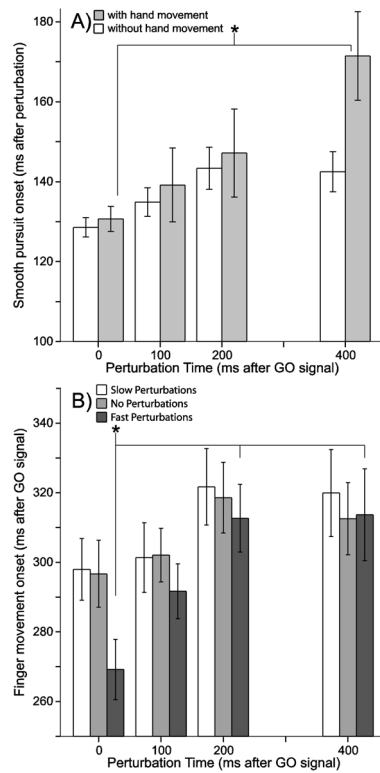 A)
with hand movement
without hand movement
*
Smooth pursuit onset (ms after perturbation)
180
160
140
120
100
0 100 200 400
Perturbation Time (ms after GO signal)
B)
Slow Perturbations
No Perturbations
Fast Perturbations
*
Finger movement onset (ms after GO signal)
340
320
300
280
260
250
0 100 200 400
Perturbation Time (ms after GO signal)